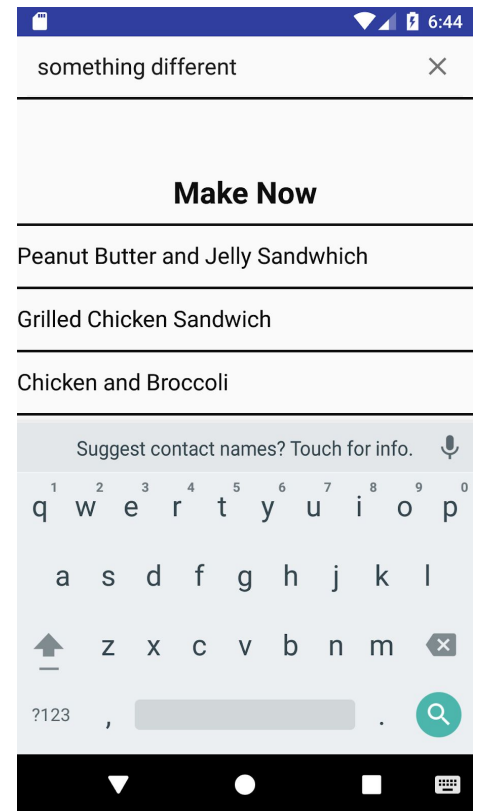 6:44
something different
Make Now
Peanut Butter and Jelly Sandwhich
Grilled Chicken Sandwich
Chicken and Broccoli
Suggest contact names? Touch for info.
1 2 3 4 5 6 7 8 9 0
q w e r t y u i o p
a s d f g h j k l
z x c v b n m
?123 , .